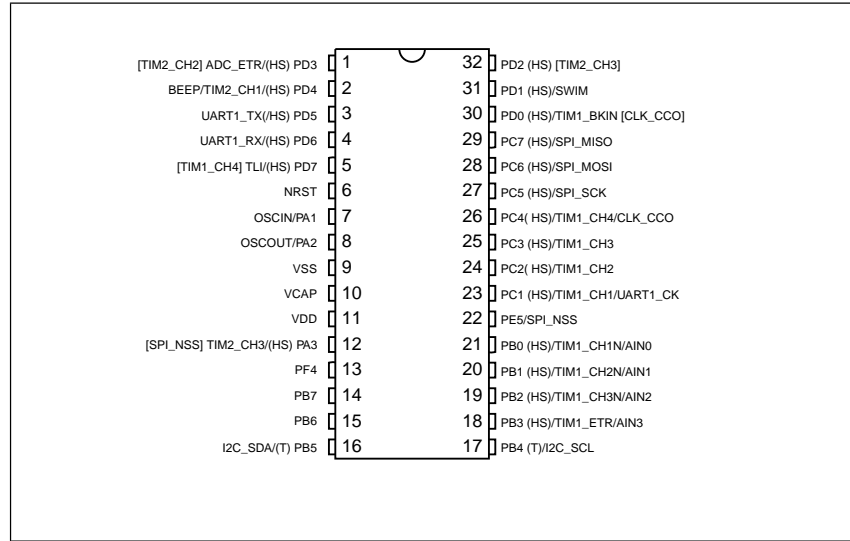 [TIM2_CH2] ADC_ETR/(HS) PD3 1 32 PD2 (HS) [TIM2_CH3]
BEEP/TIM2_CH1/(HS) PD4 2 31 PD1 (HS)/SWIM
UART1_TX(/HS) PD5 3 30 PD0 (HS)/TIM1_BKIN [CLK_CCO]
UART1_RX/(HS) PD6 4 29 PC7 (HS)/SPI_MISO
[TIM1_CH4] TLI/(HS) PD7 5 28 PC6 (HS)/SPI_MOSI
NRST 6 27 PC5 (HS)/SPI_SCK
OSCIN/PA1 7 26 PC4( HS)/TIM1_CH4/CLK_CCO
OSCOUT/PA2 8 25 PC3 (HS)/TIM1_CH3
VSS 9 24 PC2( HS)/TIM1_CH2
VCAP 10 23 PC1 (HS)/TIM1_CH1/UART1_CK
VDD 11 22 PE5/SPI_NSS
[SPI_NSS] TIM2_CH3/(HS) PA3 12 21 PB0 (HS)/TIM1_CH1N/AIN0
PF4 13 20 PB1 (HS)/TIM1_CH2N/AIN1
PB7 14 19 PB2 (HS)/TIM1_CH3N/AIN2
PB6 15 18 PB3 (HS)/TIM1_ETR/AIN3
I2C_SDA/(T) PB5 16 17 PB4 (T)/I2C_SCL